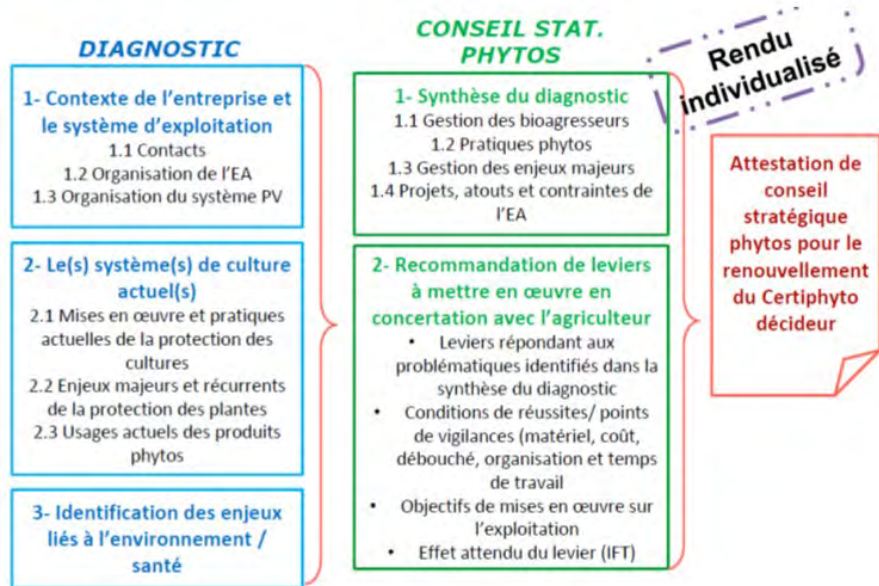 DIAGNOSTIC
1- Contexte de l'entreprise et
le système d'exploitation
1.1 Contacts
1.2 Organisation de l'EA
1.3 Organisation du système PV
2- Le(s) système(s) de culture
actuel(s)
2.1 Mises en œuvre et pratiques
actuelles de la protection des
cultures
2.2 Enjeux majeurs et récurrents
de la protection des plantes
2.3 Usages actuels des produits
phytos
3- Identification des enjeux
liés à l'environnement /
santé
CONSEIL STAT.
PHYTOS
1- Synthèse du diagnostic
1.1 Gestion des bioagresseurs
1.2 Pratiques phytos
1.3 Gestion des enjeux majeurs
1.4 Projets, atouts et contraintes de
l'EA
2- Recommandation de leviers
à mettre en œuvre en
concertation avec l'agriculteur
• Leviers répondant aux
problématiques identifiés dans la
synthèse du diagnostic
• Conditions de réussites/ points
de vigilances (matériel, coût,
débouché, organisation et temps
de travail
• Objectifs de mises en œuvre sur
l'exploitation
• Effet attendu du levier (IFT)
Rendu
individualisé
Attestation de
conseil
stratégique
phytos pour le
renouvellement
du Certiphyto
décideur